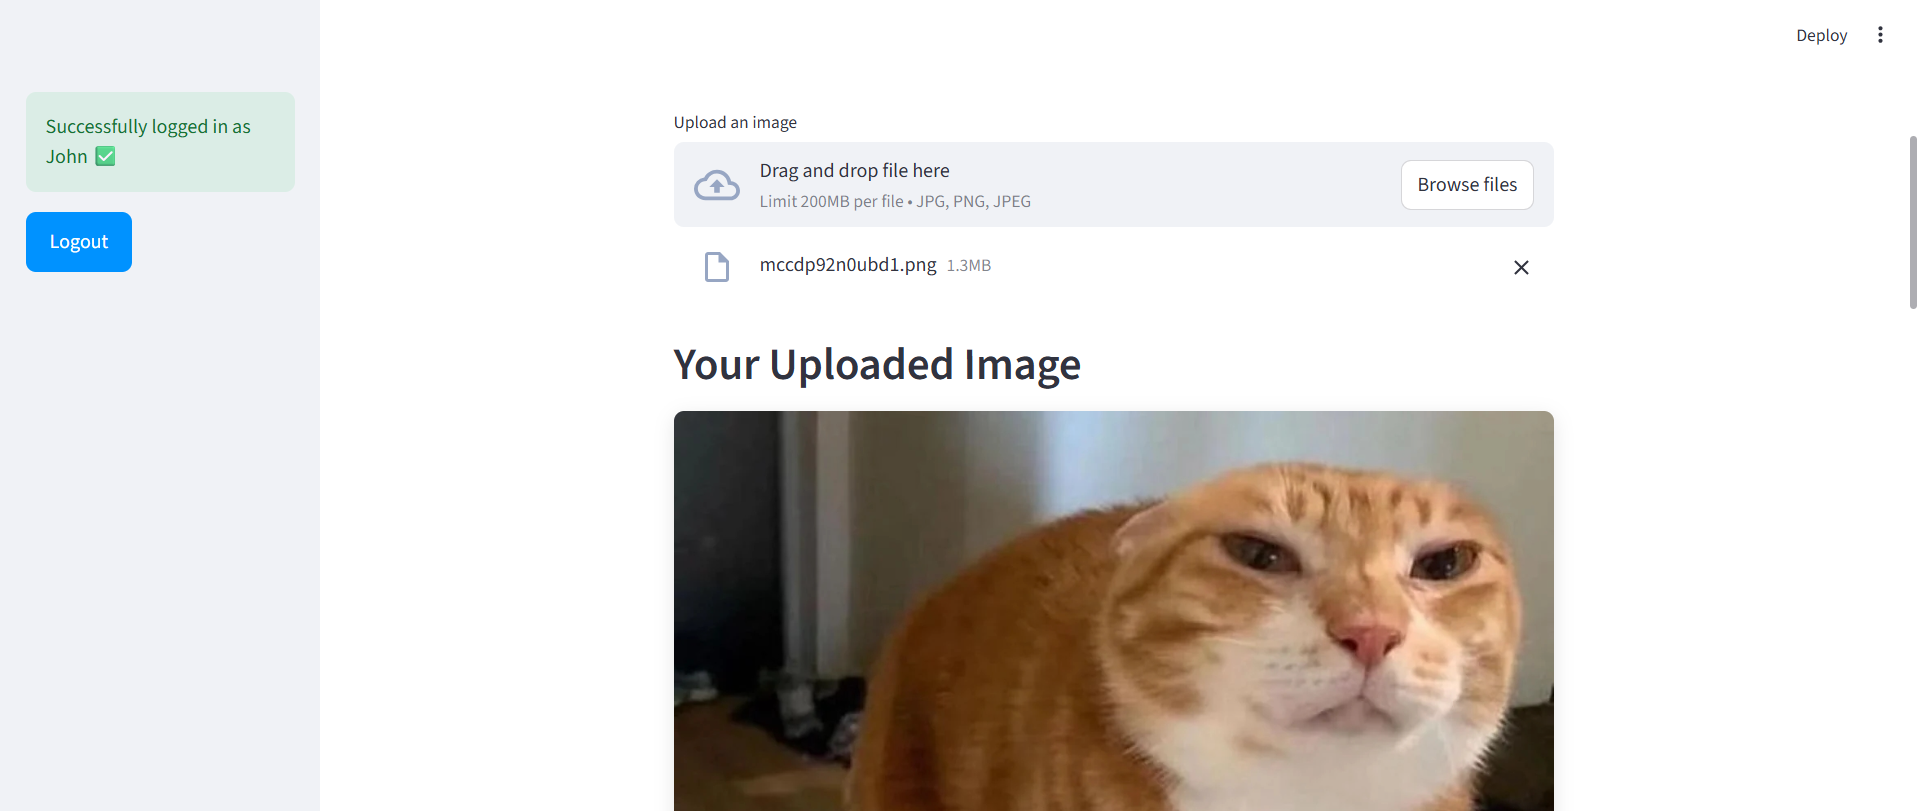 Deploy
Successfully logged in as
John ✅
Logout
Upload an image
Drag and drop file here
Limit 200MB per file • JPG, PNG, JPEG
Browse files
mccdp92n0ubd1.png 1.3MB
Your Uploaded Image